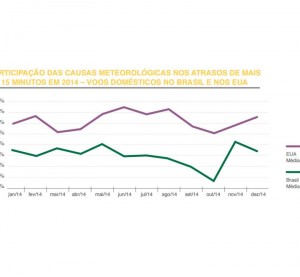 RTICIPAÇÃO DAS CAUSAS METEOROLÓGICAS NOS ATRASOS DE MAIS
15 MINUTOS EM 2014 – VOOS DOMÉSTICOS NO BRASIL E NOS EUA
%
%
%
%
%
%
%
%
%
jan/14 fev/14 mar/14 abr/14 mai/14 jun/14 jul/14 ago/14 set/14 out/14 nov/14 dez/14
EUA
Média
Brasil
Média